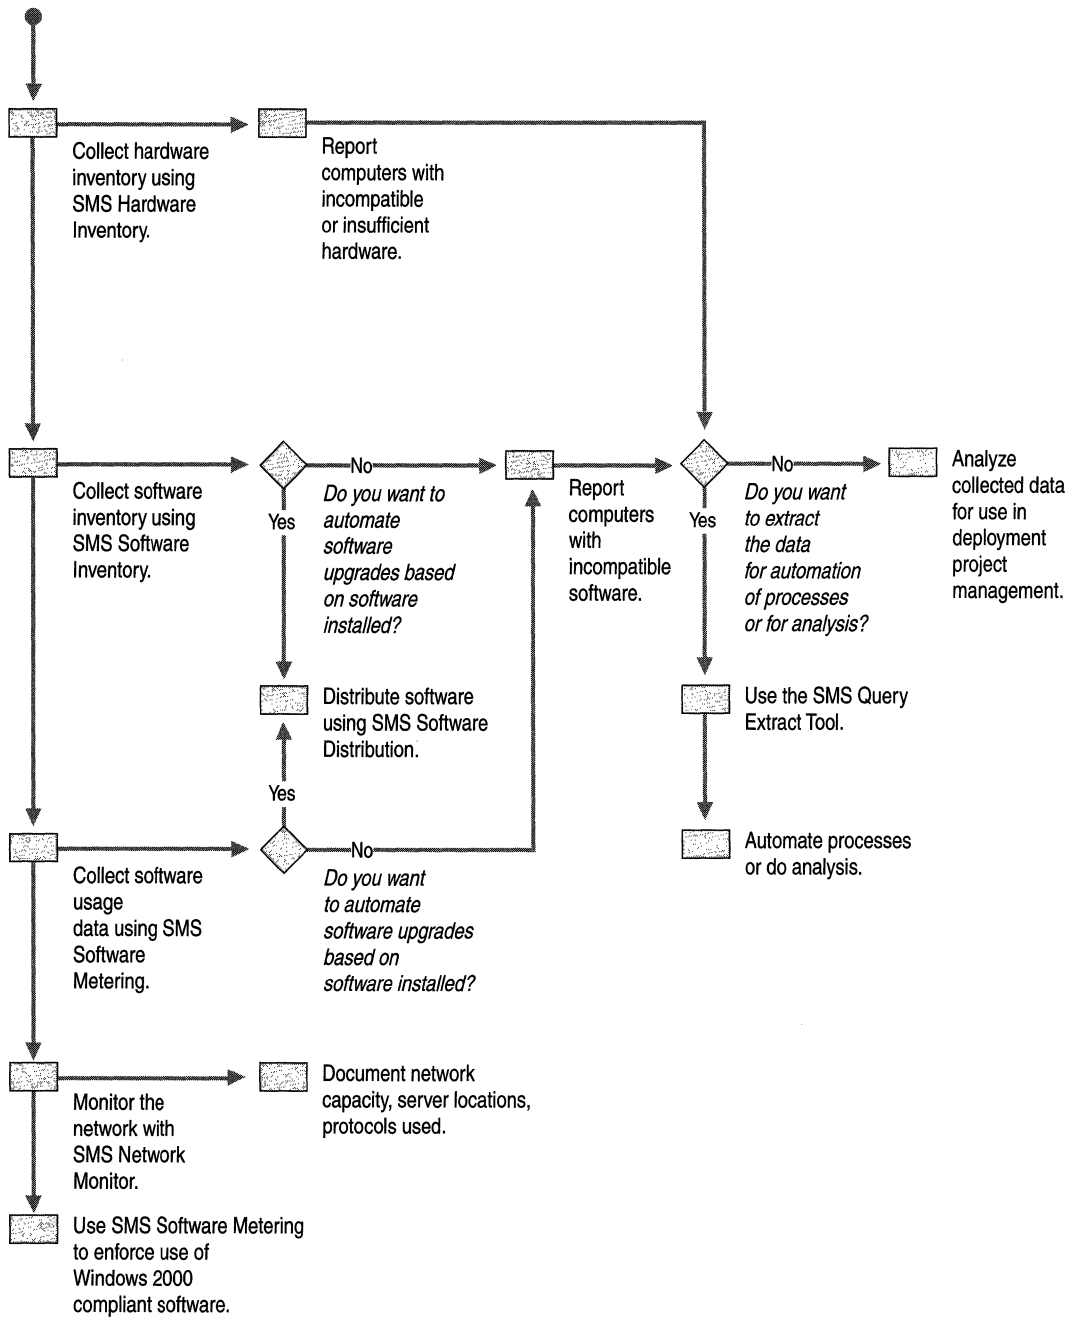 Collect hardware
inventory using
SMS Hardware
Inventory.
Report
computers with
incompatible
or insufficient
hardware.
Collect software
inventory using
SMS Software
Inventory.
No
Do you want to
automate
software
upgrades based
on software
installed?
Yes
Report
computers
with
incompatible
software.
No
Do you want
to extract
the data
for automation
of processes
or for analysis?
Yes
Analyze
collected data
for use in
deployment
project
management.
Distribute software
using SMS Software
Distribution.
Use the SMS Query
Extract Tool.
Yes
Automate processes
or do analysis.
Collect software
usage
data using SMS
Software
Metering.
No
Do you want
to automate
software upgrades
based on
software installed?
Monitor the
network with
SMS Network
Monitor.
Document network
capacity, server locations,
protocols used.
Use SMS Software Metering
to enforce use of
Windows 2000
compliant software.